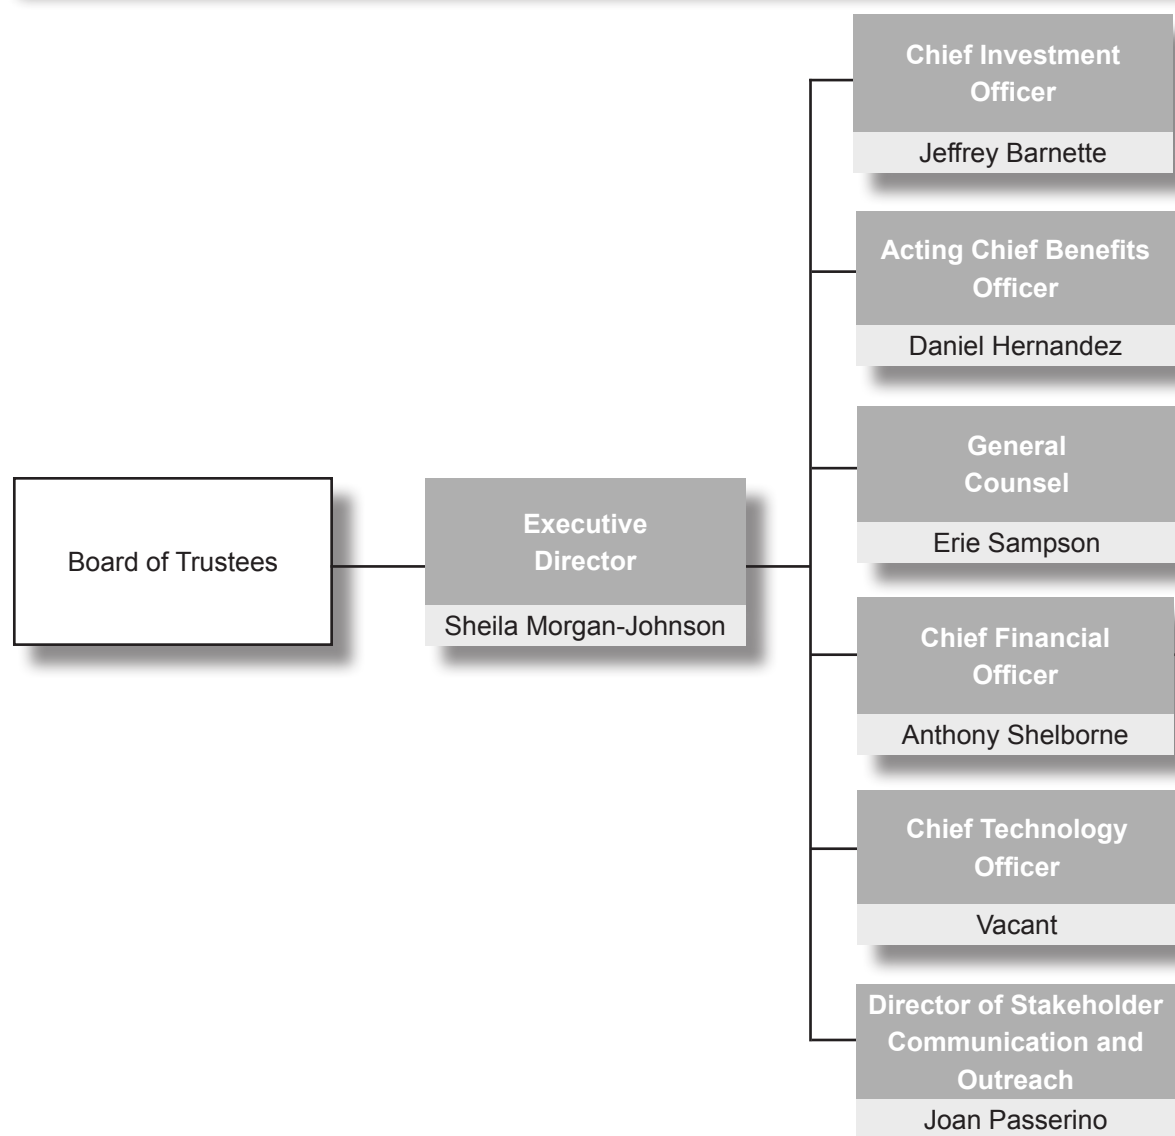 Board of Trustees
Executive
Director
Sheila Morgan-Johnson
Chief Investment
Officer
Jeffrey Barnette
Acting Chief Benefits
Officer
Daniel Hernandez
General
Counsel
Erie Sampson
Chief Financial
Officer
Anthony Shelborne
Chief Technology
Officer
Vacant
Director of Stakeholder
Communication and
Outreach
Joan Passerino